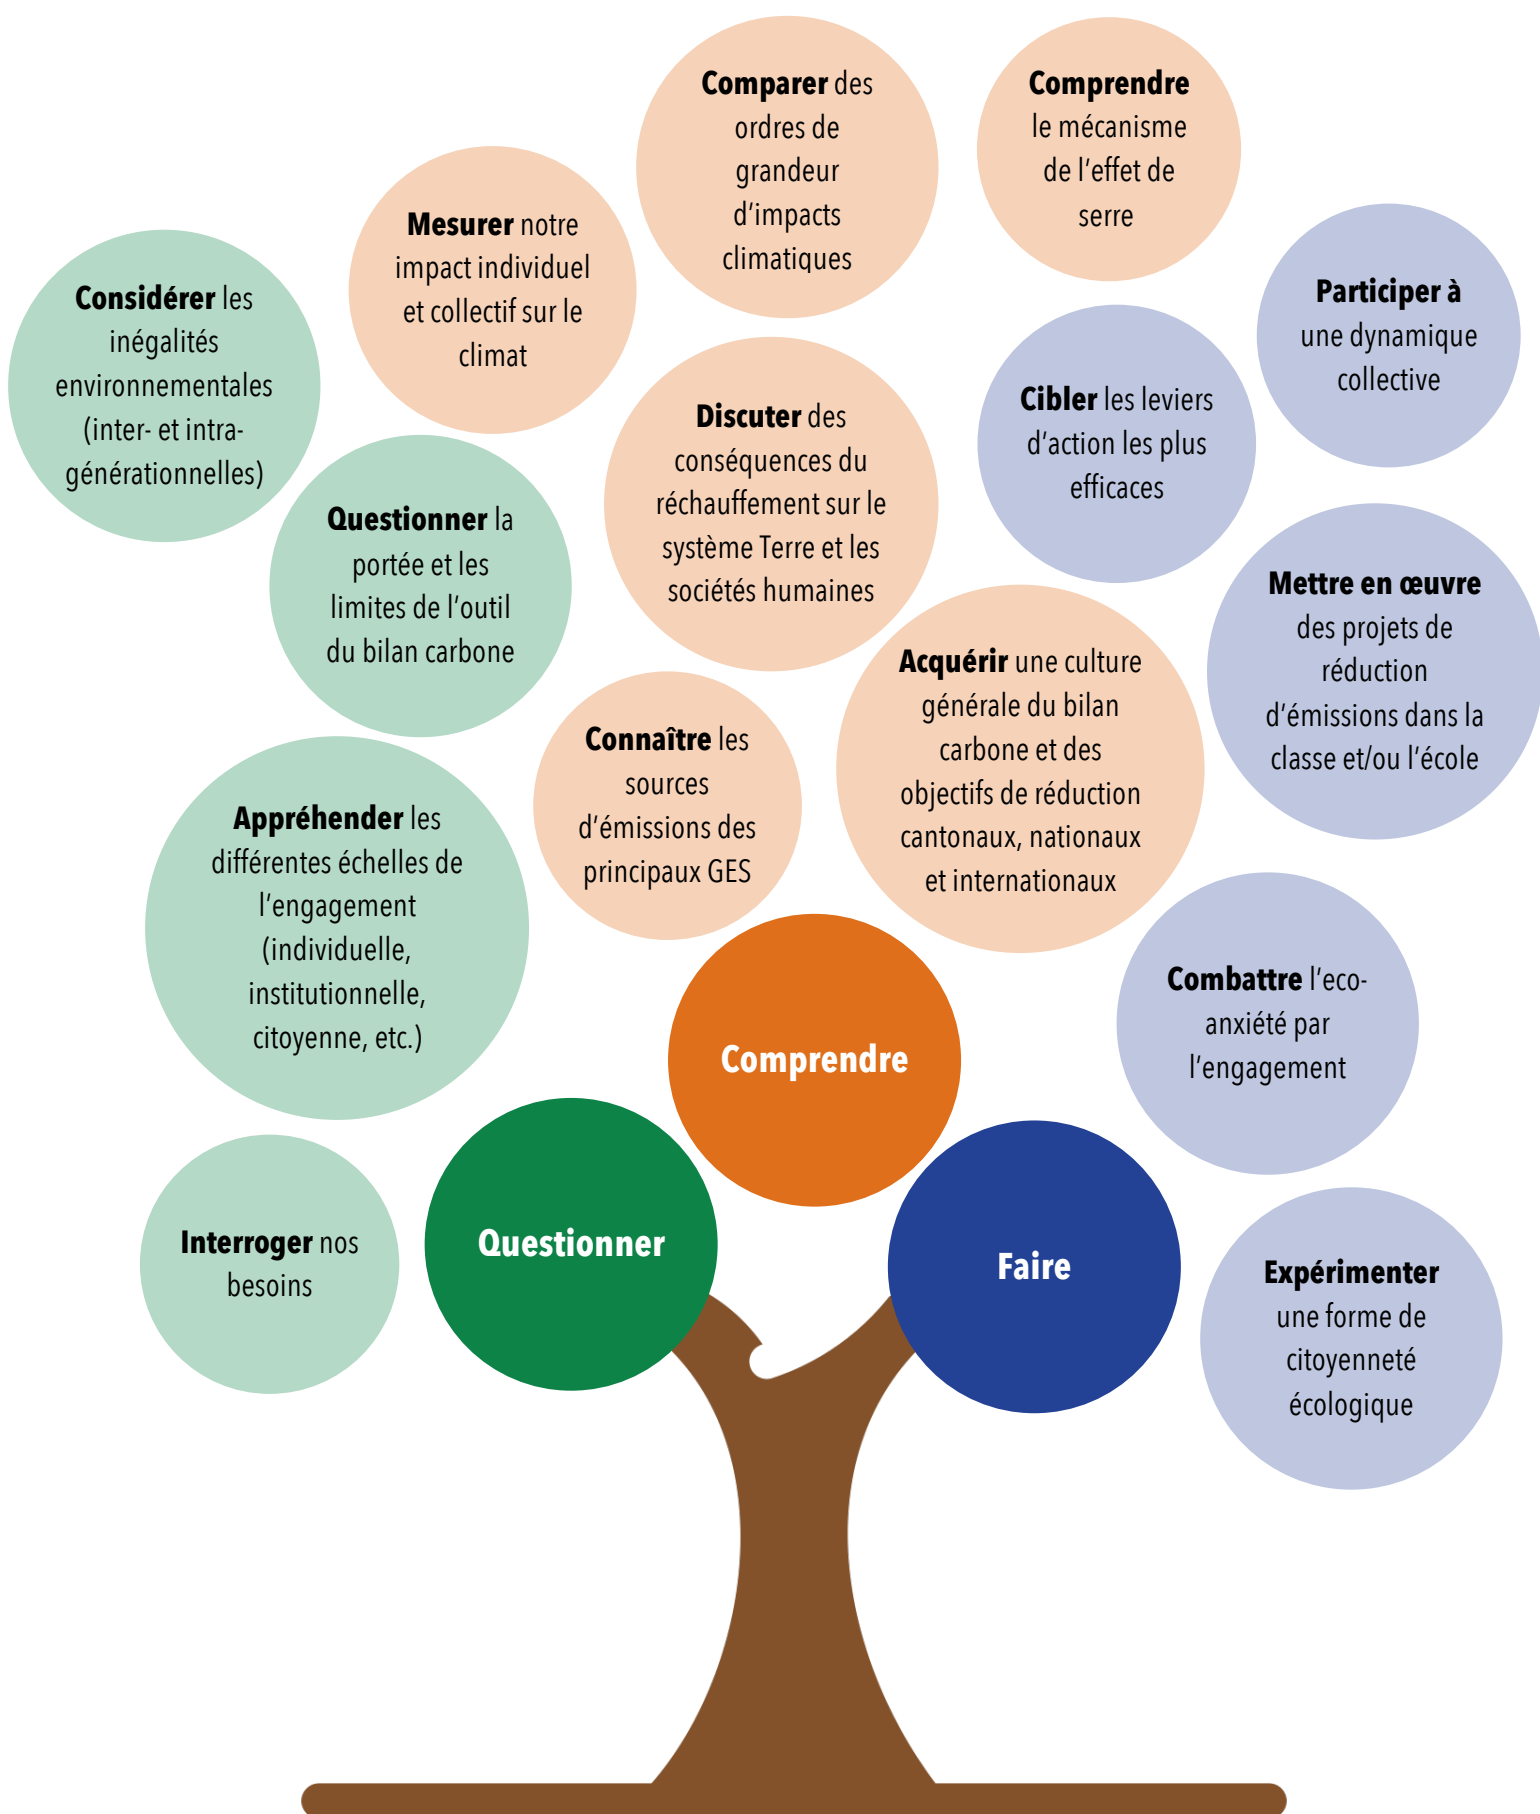 Comparer des
ordres de
grandeur
d'impacts
climatiques
Comprendre
le mécanisme
de l'effet de
serre
Mesurer notre
impact individuel
et collectif sur le
climat
Considérer les
inégalités
environnementales
(inter- et intra-
générationnelles)
Participer à
une dynamique
collective
Cibler les leviers
d'action les plus
efficaces
Discuter des
conséquences du
réchauffement sur le
système Terre et les
sociétés humaines
Questionner la
portée et les
limites de l'outil
du bilan carbone
Mettre en œuvre
des projets de
réduction
d'émissions dans la
classe et/ou l'école
Acquérir une culture
générale du bilan
carbone et des
objectifs de réduction
cantonaux, nationaux
et internationaux
Connaître les
sources
d'émissions des
principaux GES
Appréhender les
différentes échelles de
l'engagement
(individuelle,
institutionnelle,
citoyenne, etc.)
Combattre l'eco-
anxiété par
l'engagement
Comprendre
Questionner
Faire
Interroger nos
besoins
Expérimenter
une forme de
citoyenneté
écologique